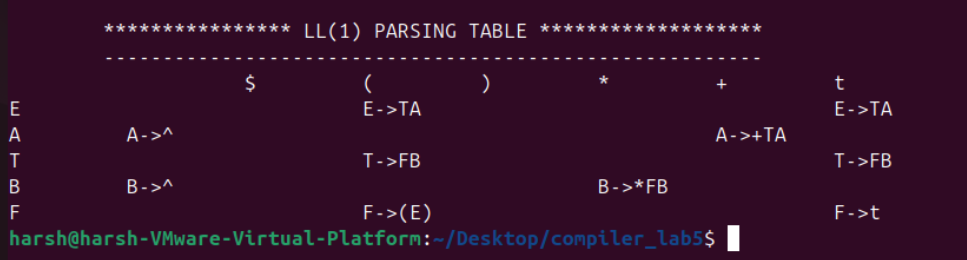 **************** LL(1) PARSING TABLE *******************
--------------------------------------------------------
$ ( ) * + t
E E->TA E->TA
A A->^ A->+TA
T T->FB T->FB
B B->^ B->*FB
F F->(E) F->t
harsh@harsh-VMware-Virtual-Platform:~/Desktop/compiler_lab5$